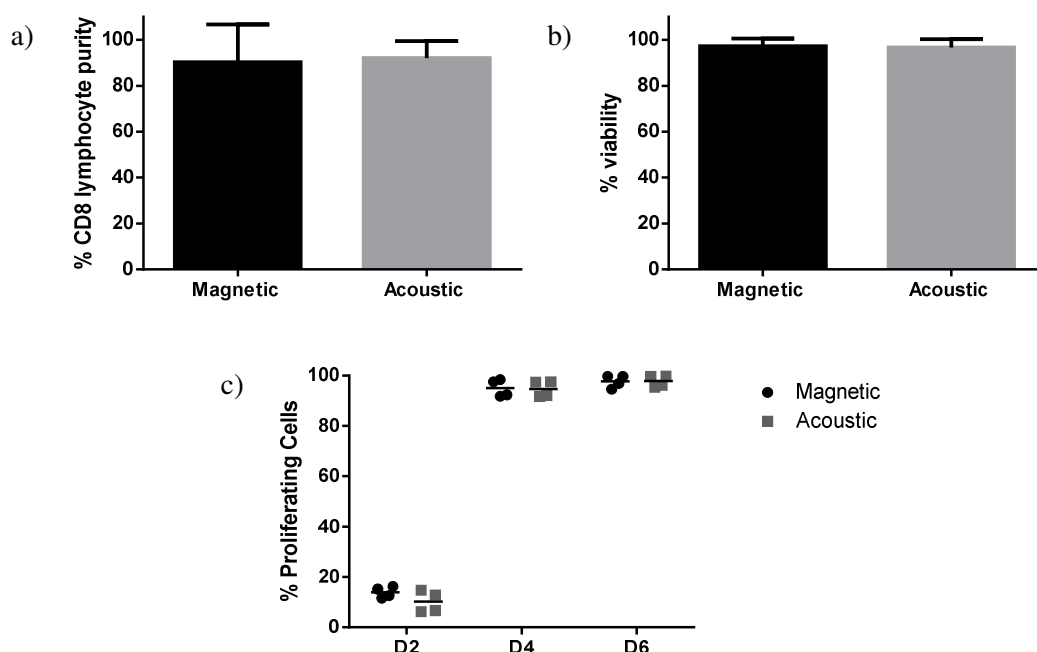 a)
% CD8 lymphocyte purity
100
80
60
40
20
0
Magnetic Acoustic
b)
% viability
100
80
60
40
20
0
Magnetic Acoustic
c)
% Proliferating Cells
100
80
60
40
20
0
D2 D4 D6
Magnetic
Acoustic